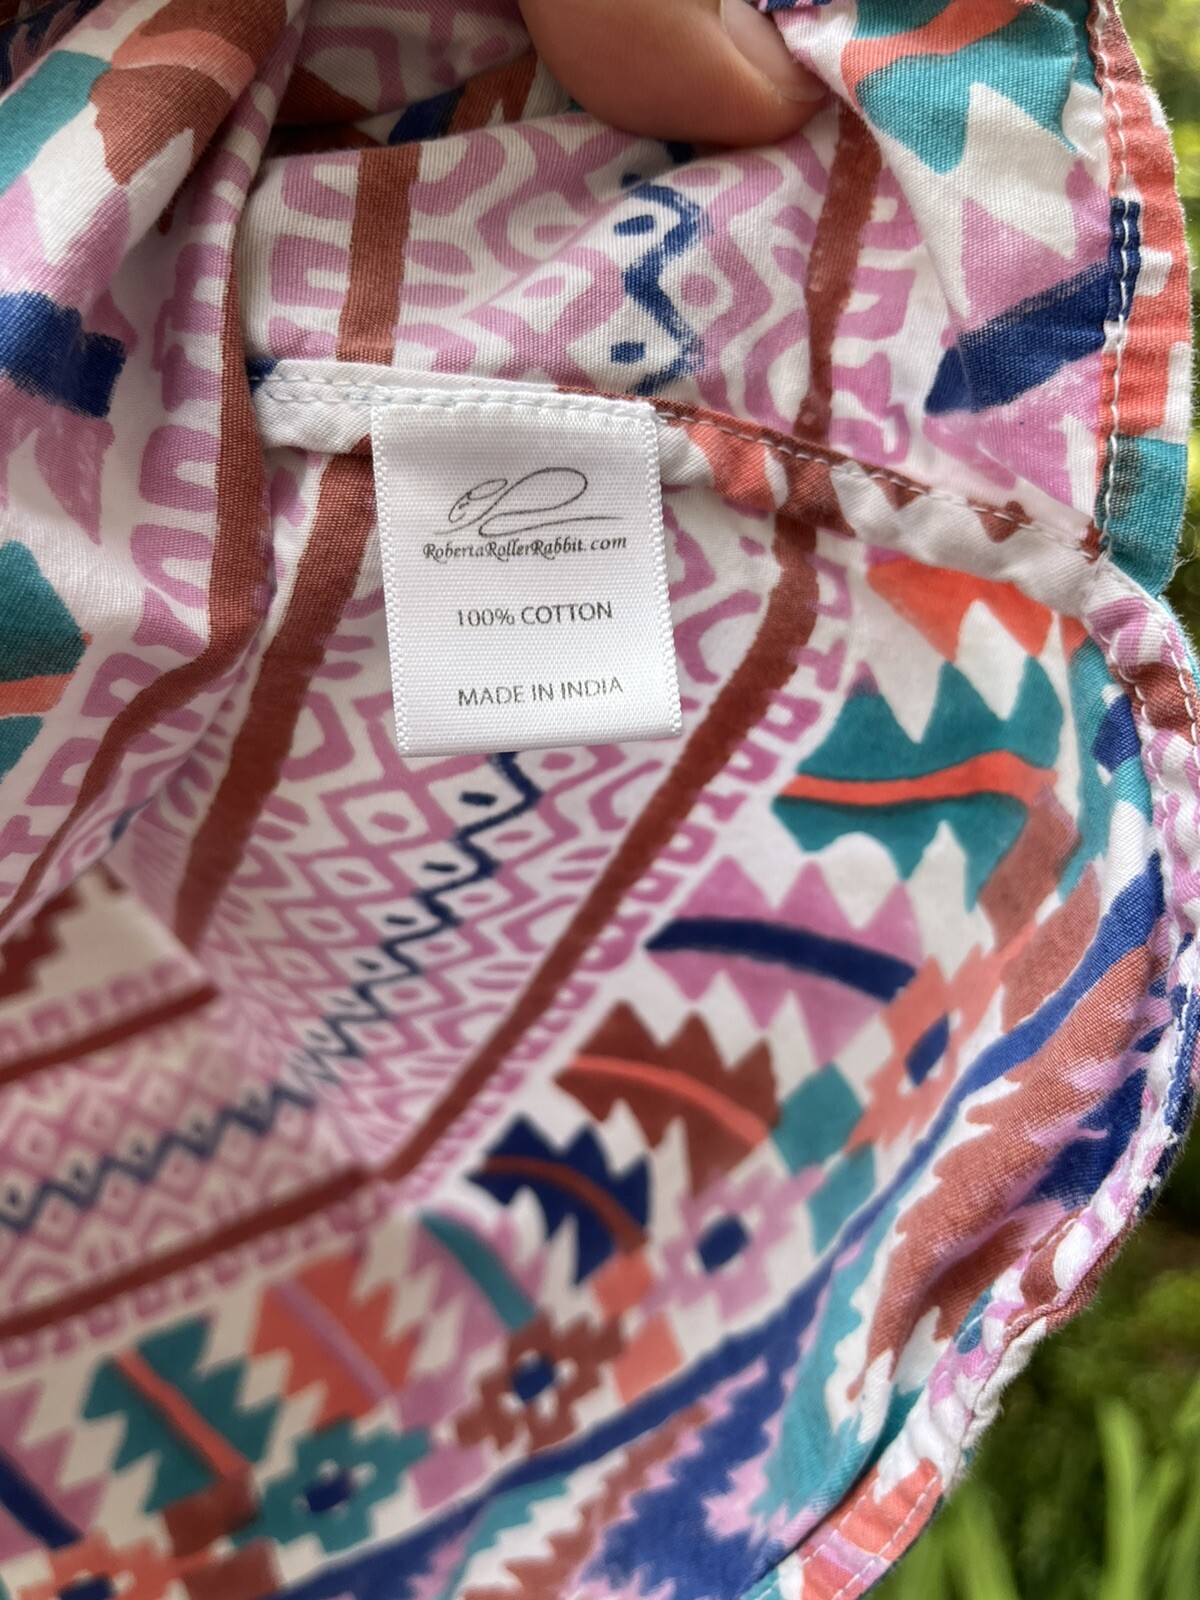 RobertaRollerRabbit.com
100% COTTON
MADE IN INDIA